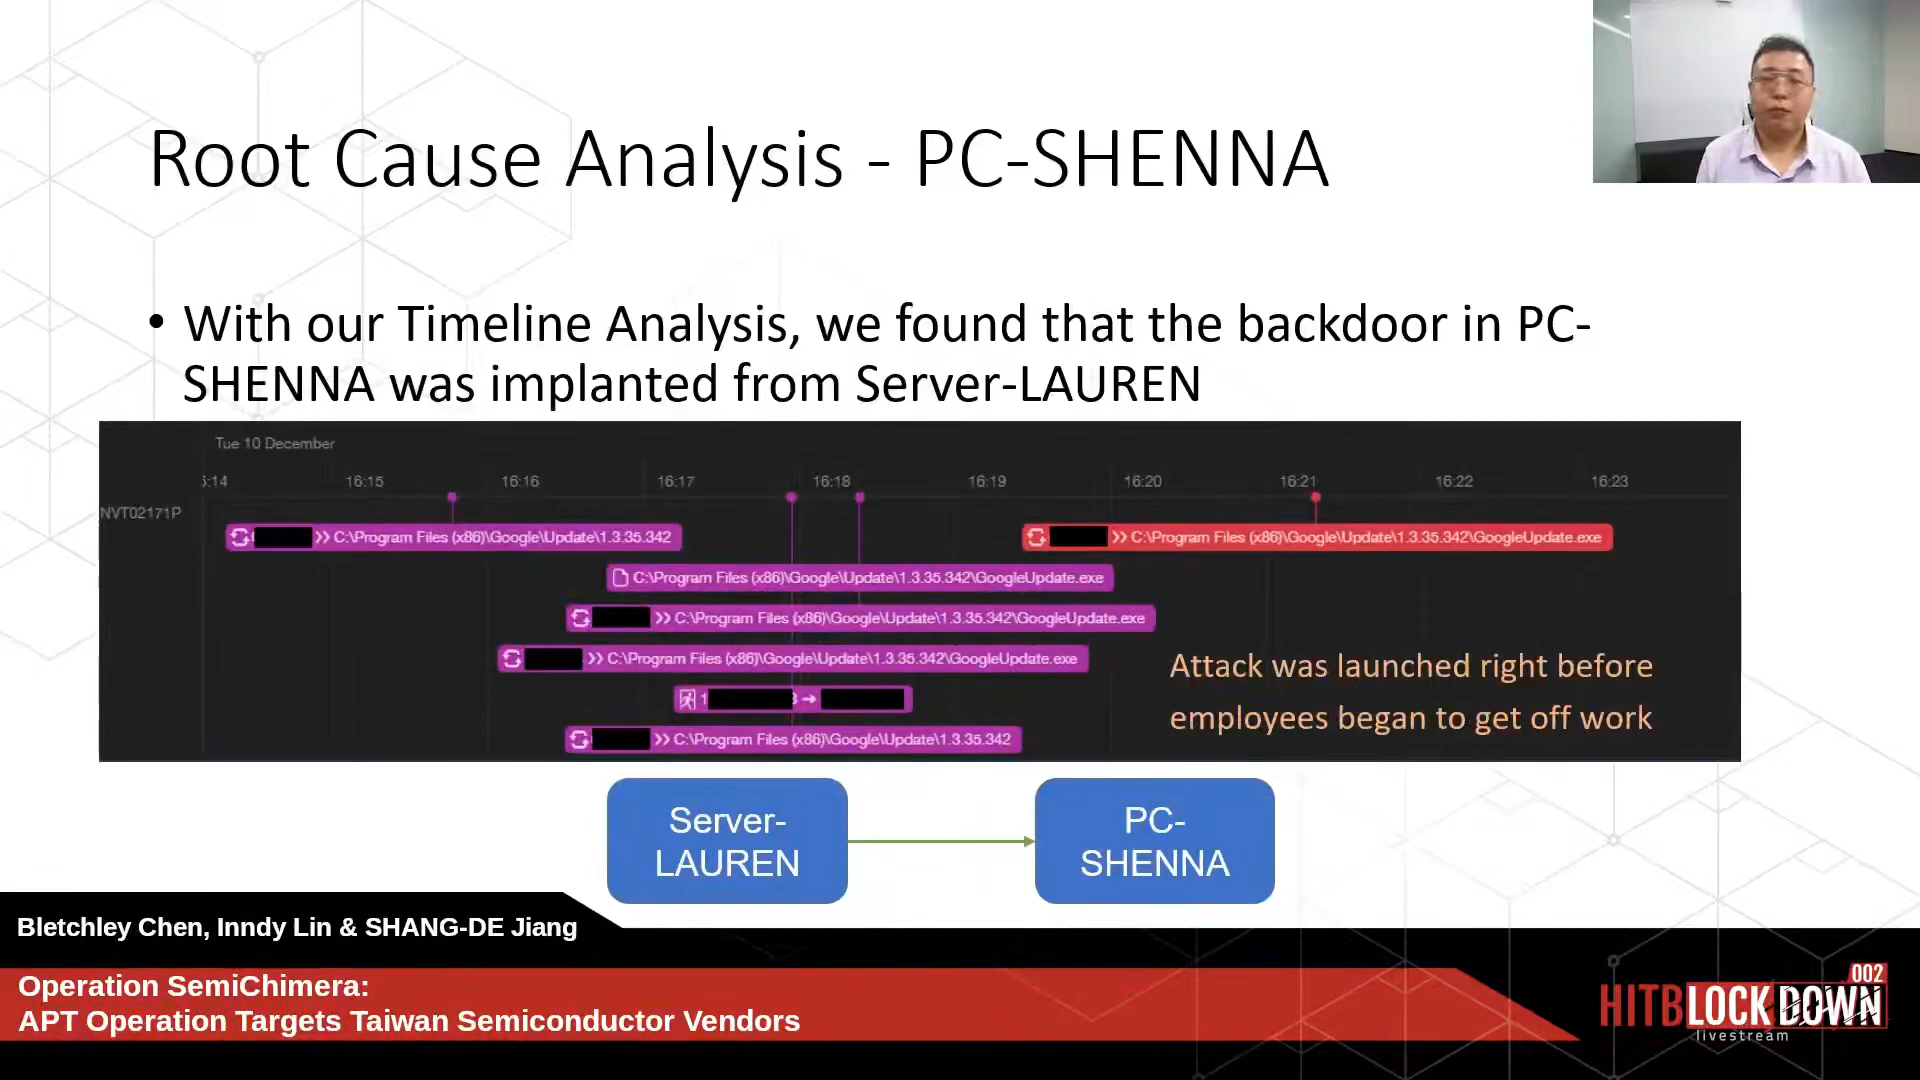 Root Cause Analysis - PC-SHENNA
• With our Timeline Analysis, we found that the backdoor in PC-
SHENNA was implanted from Server-LAUREN
Tue 10 December
16:15 16:16 16:17 16:18 16:19 16:20 16:21 16:22 16:23
NVT02171P
>> C:\Program Files (x86)\Google\Update\1.3.35.342
>> C:\Program Files (x86)\Google\Update\1.3.35.342\GoogleUpdate.exe
C:\Program Files (x86)\Google\Update\1.3.35.342\GoogleUpdate.exe
>> C:\Program Files (x86)\Google\Update\1.3.35.342\GoogleUpdate.exe
>> C:\Program Files (x86)\Google\Update\1.3.35.342\GoogleUpdate.exe
>> C:\Program Files (x86)\Google\Update\1.3.35.342
Attack was launched right before
employees began to get off work
Server-
LAUREN
PC-
SHENNA
Bletchley Chen, Inndy Lin & SHANG-DE Jiang
Operation SemiChimera:
APT Operation Targets Taiwan Semiconductor Vendors
002
HITBLOCKDOWN
livestream